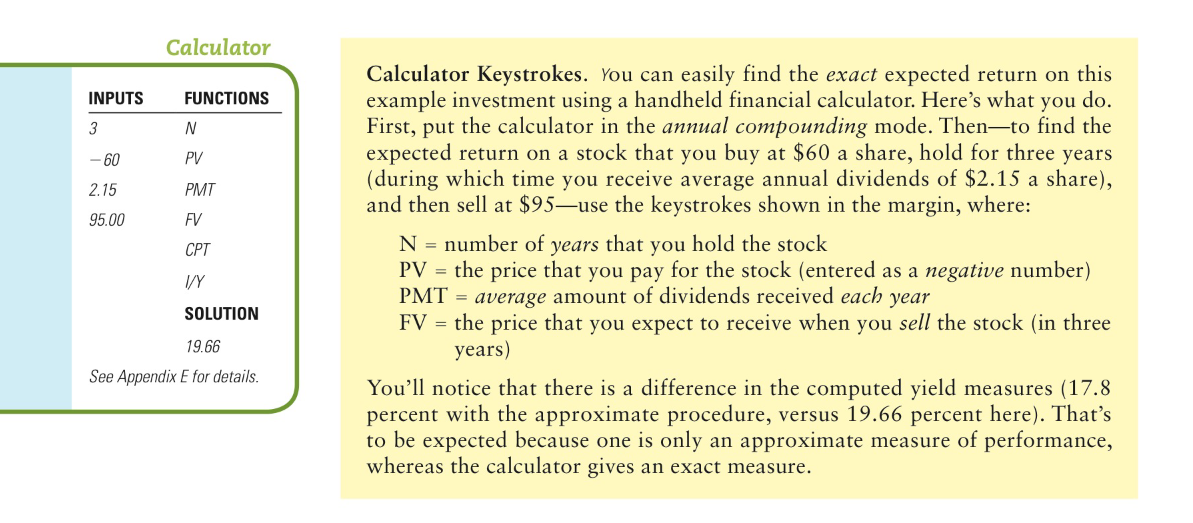 Calculator
INPUTS FUNCTIONS
3 N
–60 PV
2.15 PMT
95.00 FV
CPT
I/Y
SOLUTION
19.66
See Appendix E for details.
Calculator Keystrokes. You can easily find the exact expected return on this
example investment using a handheld financial calculator. Here’s what you do.
First, put the calculator in the annual compounding mode. Then—to find the
expected return on a stock that you buy at $60 a share, hold for three years
(during which time you receive average annual dividends of $2.15 a share),
and then sell at $95—use the keystrokes shown in the margin, where:
N = number of years that you hold the stock
PV = the price that you pay for the stock (entered as a negative number)
PMT = average amount of dividends received each year
FV = the price that you expect to receive when you sell the stock (in three
years)
You’ll notice that there is a difference in the computed yield measures (17.8
percent with the approximate procedure, versus 19.66 percent here). That’s
to be expected because one is only an approximate measure of performance,
whereas the calculator gives an exact measure.